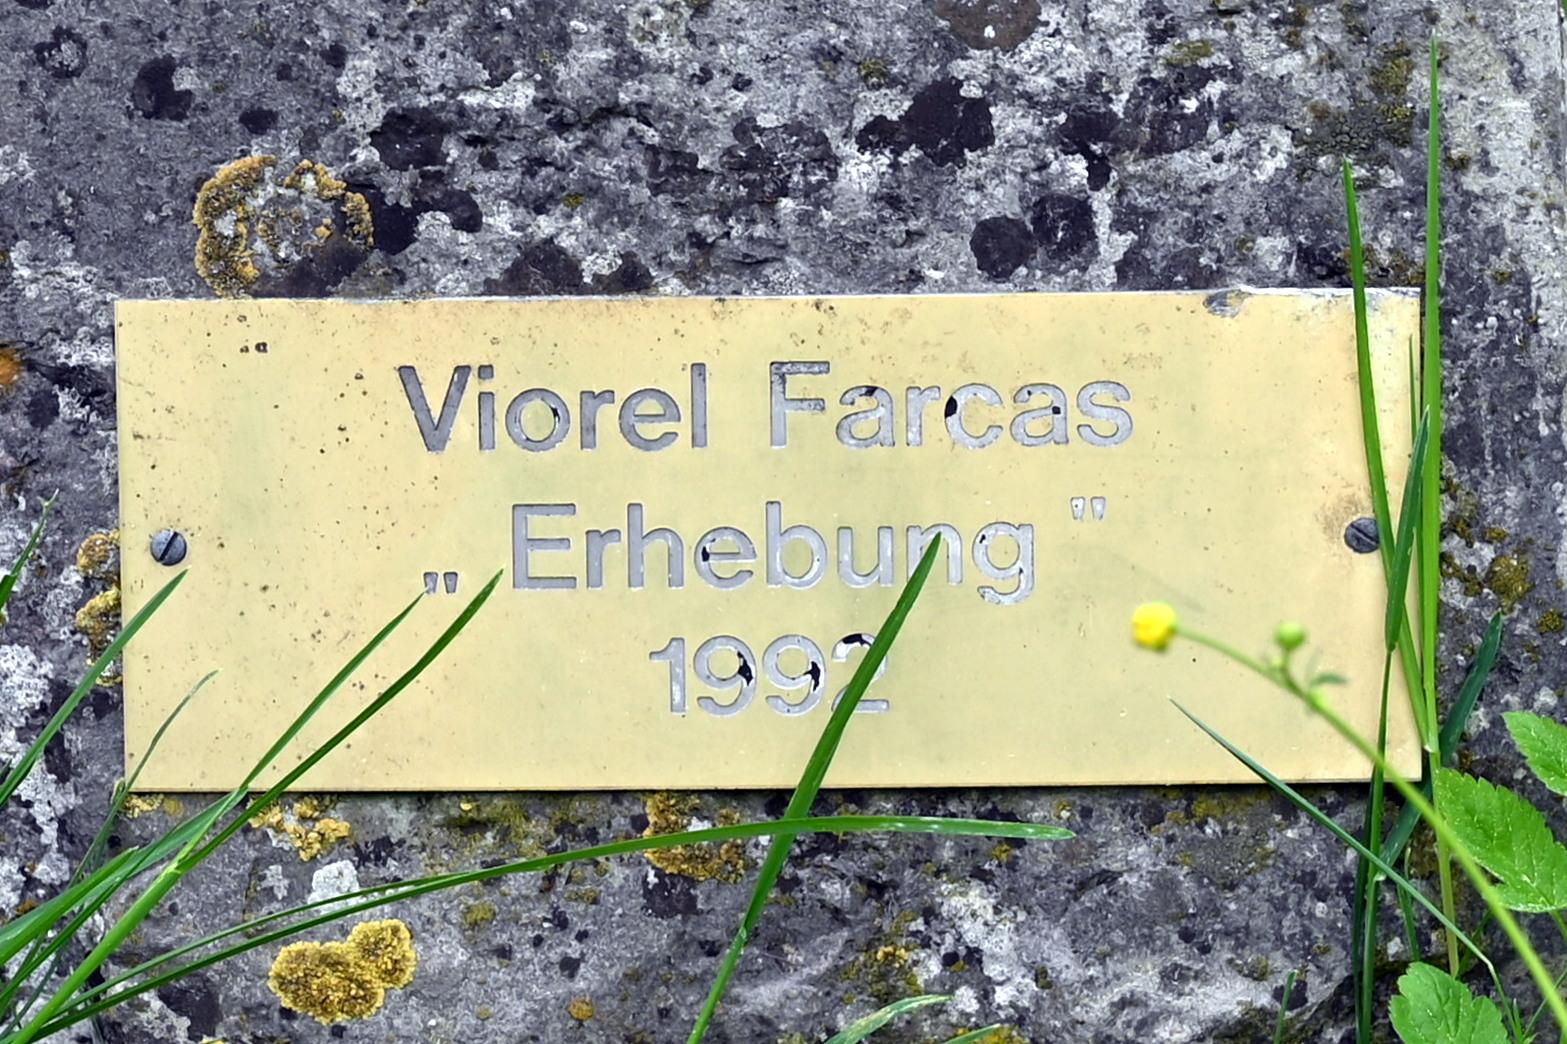 Viorel Farcas
„Erhebung"
1992